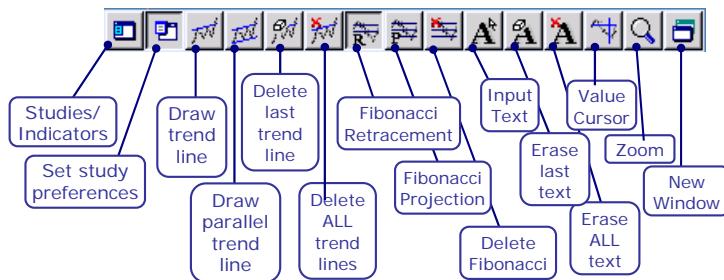 R
P
A
A
A
Studies/
Indicators
Set study
preferences
Draw
trend
line
Draw
parallel
trend
line
Delete
last
trend
line
Delete
ALL
trend
lines
Fibonacci
Retracement
Fibonacci
Projection
Delete
Fibonacci
Input
Text
Erase
last
text
Erase
ALL
text
Value
Cursor
Zoom
New
Window